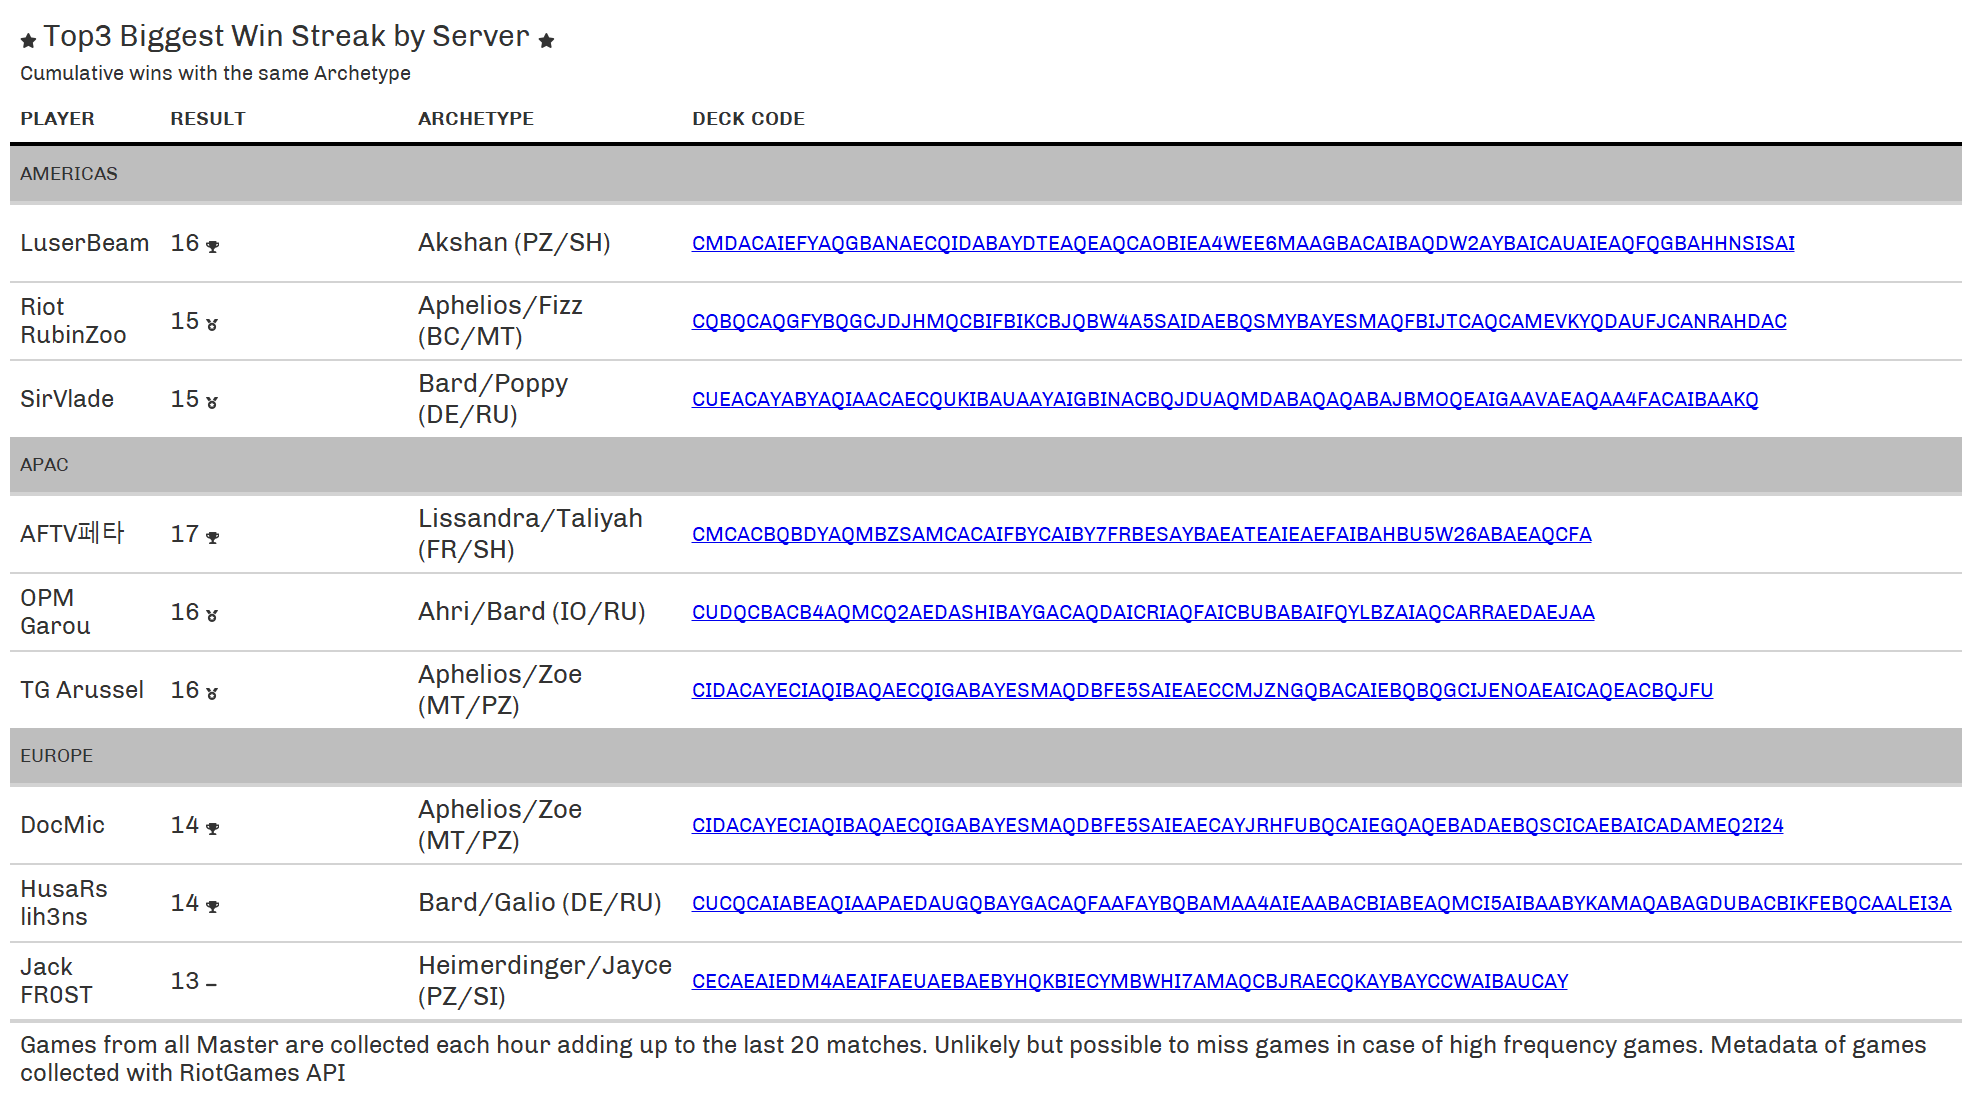 ★ Top3 Biggest Win Streak by Server ★
Cumulative wins with the same Archetype
PLAYER RESULT ARCHETYPE DECK CODE
AMERICAS
LuserBeam 16 Akshan (PZ/SH) CMDACAIEFYAQGBANAECQIDABAYDTEAQEAQCAOBIEA4WEE6MAAGBACAIBAQDW2AYBAICAUAIEAQFQGBAHHNSISAI
Riot RubinZoo 15 Aphelios/Fizz (BC/MT) CQBQCAQGFYBQGCJDJHMQCBIFBIKCBJQBW4A5SAIDAEBQSMYBAYESMAQFBIJTCAQCAMEVKYQDAUFJCANRAHDAC
SirVlade 15 Bard/Poppy (DE/RU) CUEACAYABYAQIAACAECQUKIBAUAAYAIGBINACBQJDUAQMDABAQAQABAJBMOQEAIGAAVAEAQAA4FACAIBAAKQ
APAC
AFTV페타 17 Lissandra/Taliyah (FR/SH) CMCACBQBDYAQMBZSAMCACAIFBYCAIBY7FRBESAYBAEATEAIEAEFAIBAHBU5W26ABAEAQCFA
OPM Garou 16 Ahri/Bard (IO/RU) CUDQCBACB4AQMCQ2AEDASHIBAYGACAQDAICRIAQFAICBUBABAIFQYLBZAIAQCARRAEDAEJAA
TG Arussel 16 Aphelios/Zoe (MT/PZ) CIDACAYECIAQIBAQAECQIGABAYESMAQDBFE5SAIEAECCMJZNGQBACAIEBQBQGCIJENOAEAICAQEACBQJFU
EUROPE
DocMic 14 Aphelios/Zoe (MT/PZ) CIDACAYECIAQIBAQAECQIGABAYESMAQDBFE5SAIEAECAYJRHFUBQCAIEGQAQEBADAEBQSCICAEBAICADAMEQ2I24
HusaRs lih3ns 14 Bard/Galio (DE/RU) CUCQCAIABEAQIAAPAEDAUGQBAYGACAQFAAFAYBQBAMAA4AIEAABACBIABEAQMCI5AIBAABYKAMAQABAGDUBACBIKFEBQCAALEI3A
Jack FR0ST 13 – Heimerdinger/Jayce (PZ/SI) CECAEAIEDM4AEAIFAEUAEBAEBYHQKBIECYMBWHI7AMAQCBJRAECQKAYBAYCCWAIBAUCAY
Games from all Master are collected each hour adding up to the last 20 matches. Unlikely but possible to miss games in case of high frequency games. Metadata of games
collected with RiotGames API